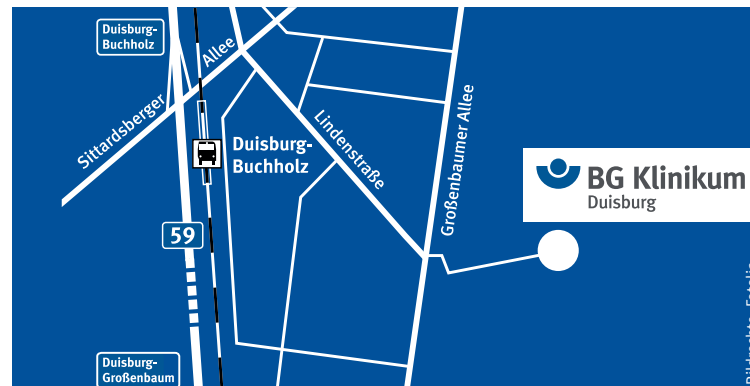 Duisburg-
Buchholz
Sittardsberger
Allee
Duisburg-
Buchholz
Lindenstraße
Großenbaumer Allee
BG Klinikum
Duisburg
59
Duisburg-
Großenbaum